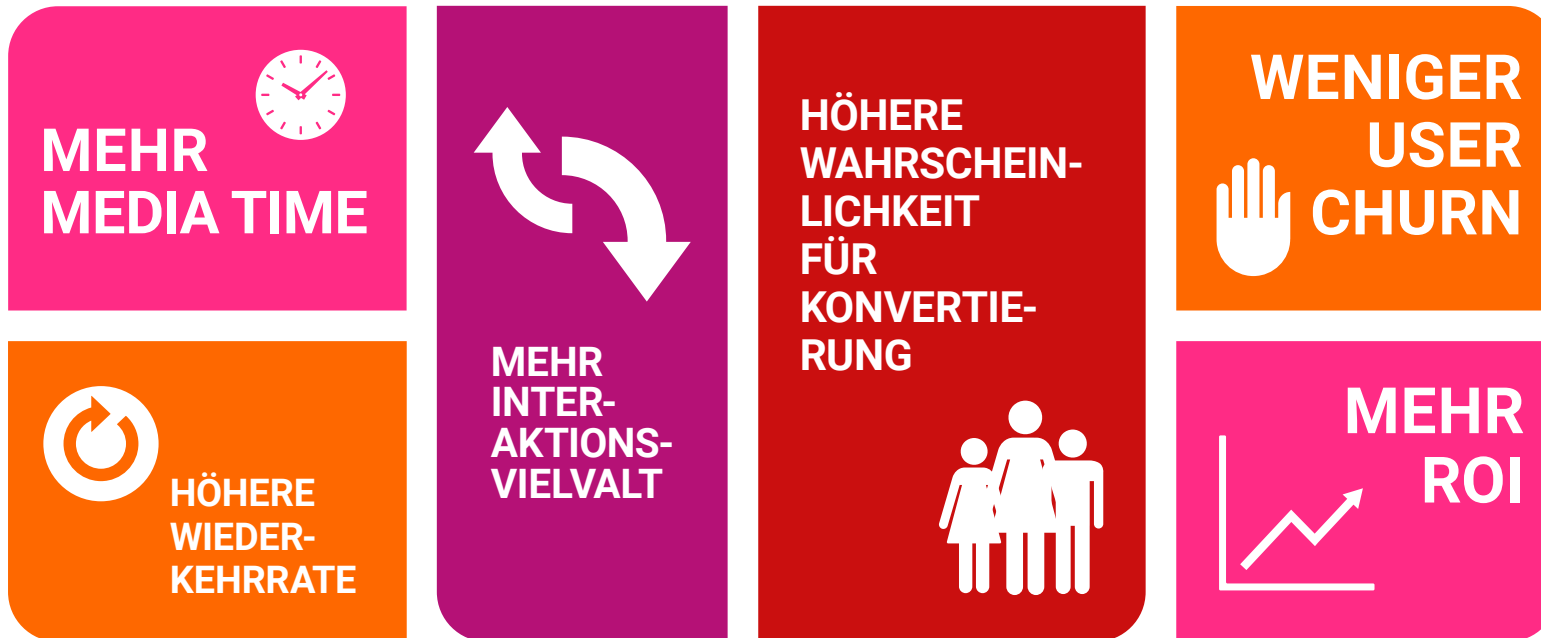 MEHR
MEDIA TIME
HÖHERE
WIEDER-
KEHRRATE
MEHR
INTER-
AKTIONS-
VIELVALT
HÖHERE
WAHRSCHEIN-
LICHKEIT
FÜR
KONVERTIE-
RUNG
WENIGER
USER
CHURN
MEHR
ROI